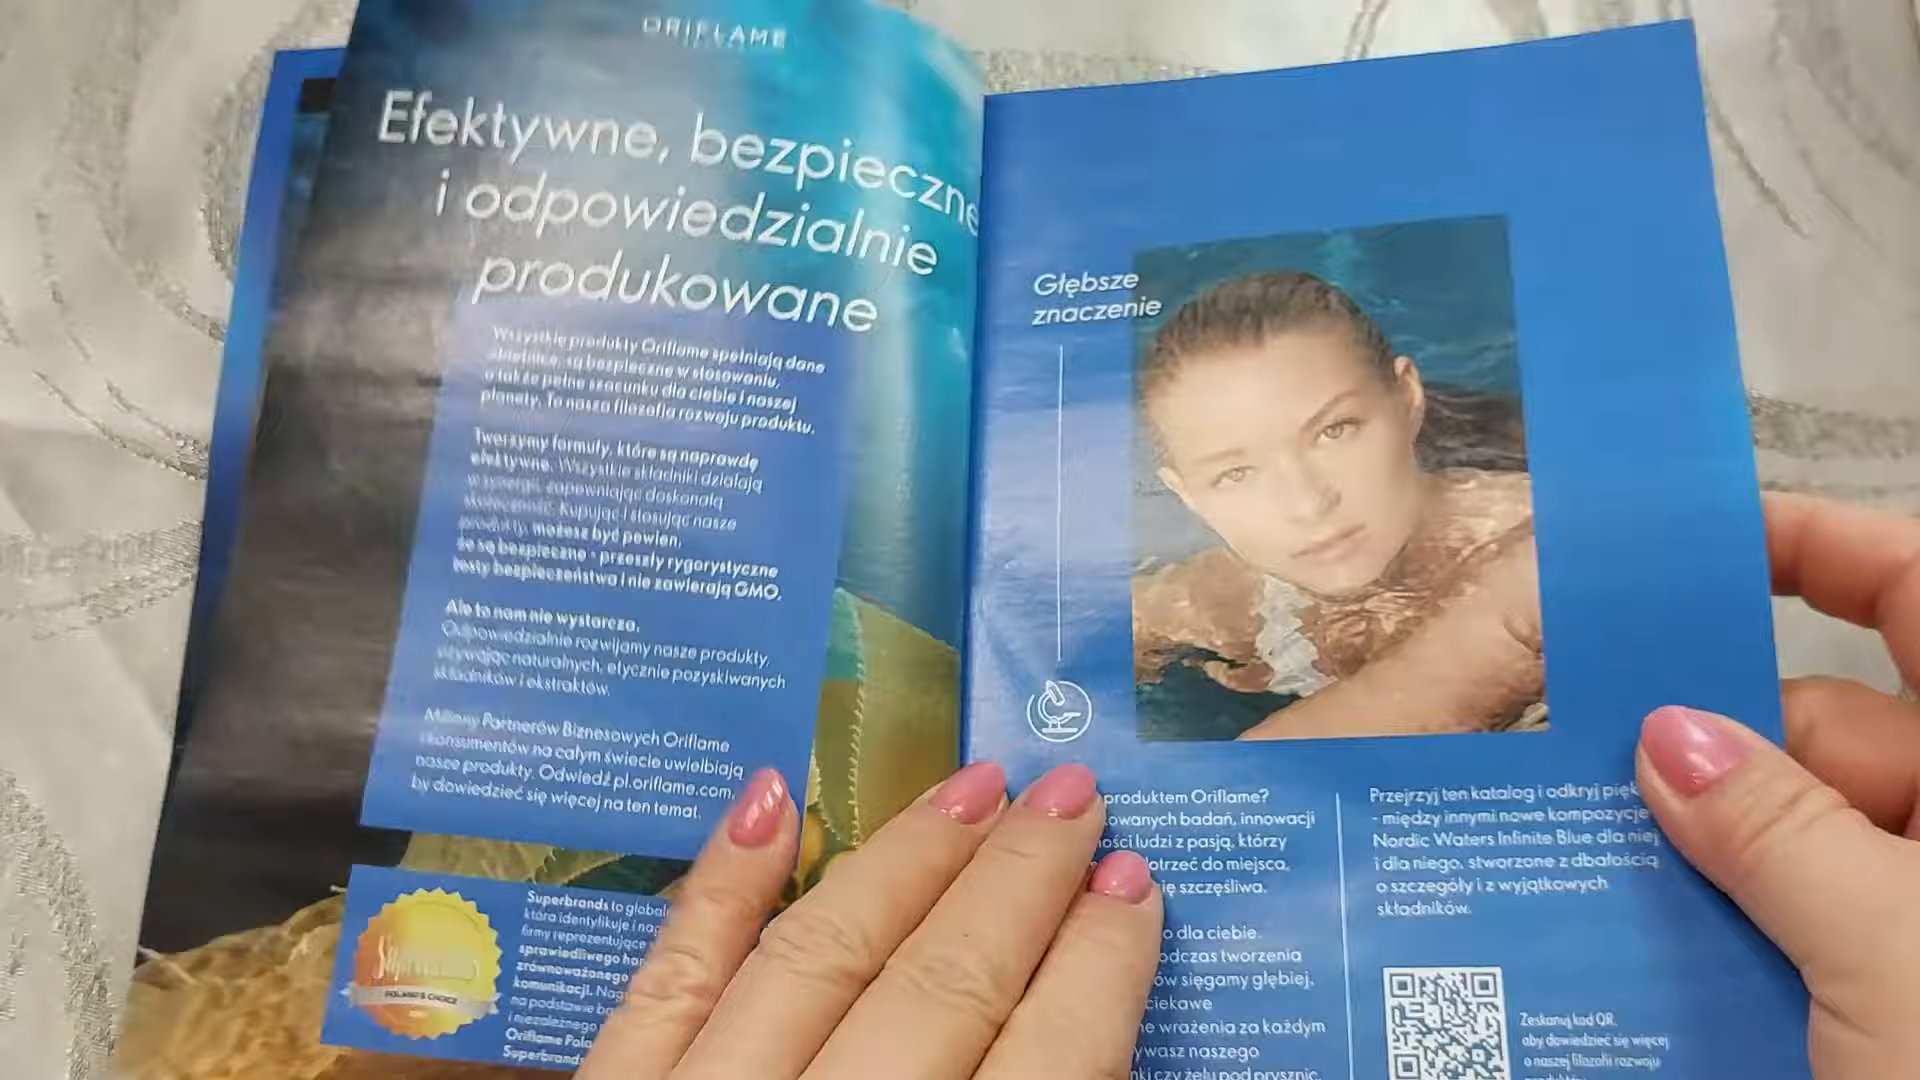 ORIFLAME
Efektywne, bezpieczne
i odpowiedzialnie
produkowane
Wszystkie produkty Oriflame spełniają dane
obietnice, są bezpieczne w stosowaniu,
a także pełne szacunku dla ciebie i naszej
planety. To nasza filozofia rozwoju produktu.
Tworzymy formuły, które są naprawdę
efektywne. Wszystkie składniki działają
w synergii, zapewniając doskonałą
skuteczność. Kupując i stosując nasze
produkty, możesz być pewien,
że są bezpieczne - przeszły rygorystyczne
testy bezpieczeństwa i nie zawierają GMO.
Ale to nam nie wystarcza.
Odpowiedzialnie rozwijamy nasze produkty,
używając naturalnych, etycznie pozyskiwanych
składników i ekstraktów.
Miliony Partnerów Biznesowych Oriflame
i konsumentów na całym świecie uwielbiają
nasze produkty. Odwiedź pl.oriflame.com,
by dowiedzieć się więcej na ten temat.
Superbrands
POLAND'S CHOICE
Superbrands to global
która identyfikuje i nag
firmy reprezentujące
sprawiedliwego han
zrównoważonego
komunikacji. Nag
na podstawie ba
i niezależnego
Oriflame Pola
Superbrands
Głębsze
znaczenie
produktem Oriflame?
owanych badań, innowacji
ości ludzi z pasją, którzy
dotrzeć do miejsca,
ię szczęśliwa.
o dla ciebie.
odczas tworzenia
ów sięgamy głębiej,
ciekawe
e wrażenia za każdym
ywasz naszego
nki czy żelu pod prysznic.
Przejrzyj ten katalog i odkryj pięk
- między innymi nowe kompozycje
Nordic Waters Infinite Blue dla niej
i dla niego, stworzone z dbałością
o szczegóły i z wyjątkowych
składników.
Zeskanuj kod QR,
aby dowiedzieć się więcej
o naszej filozofii rozwoju